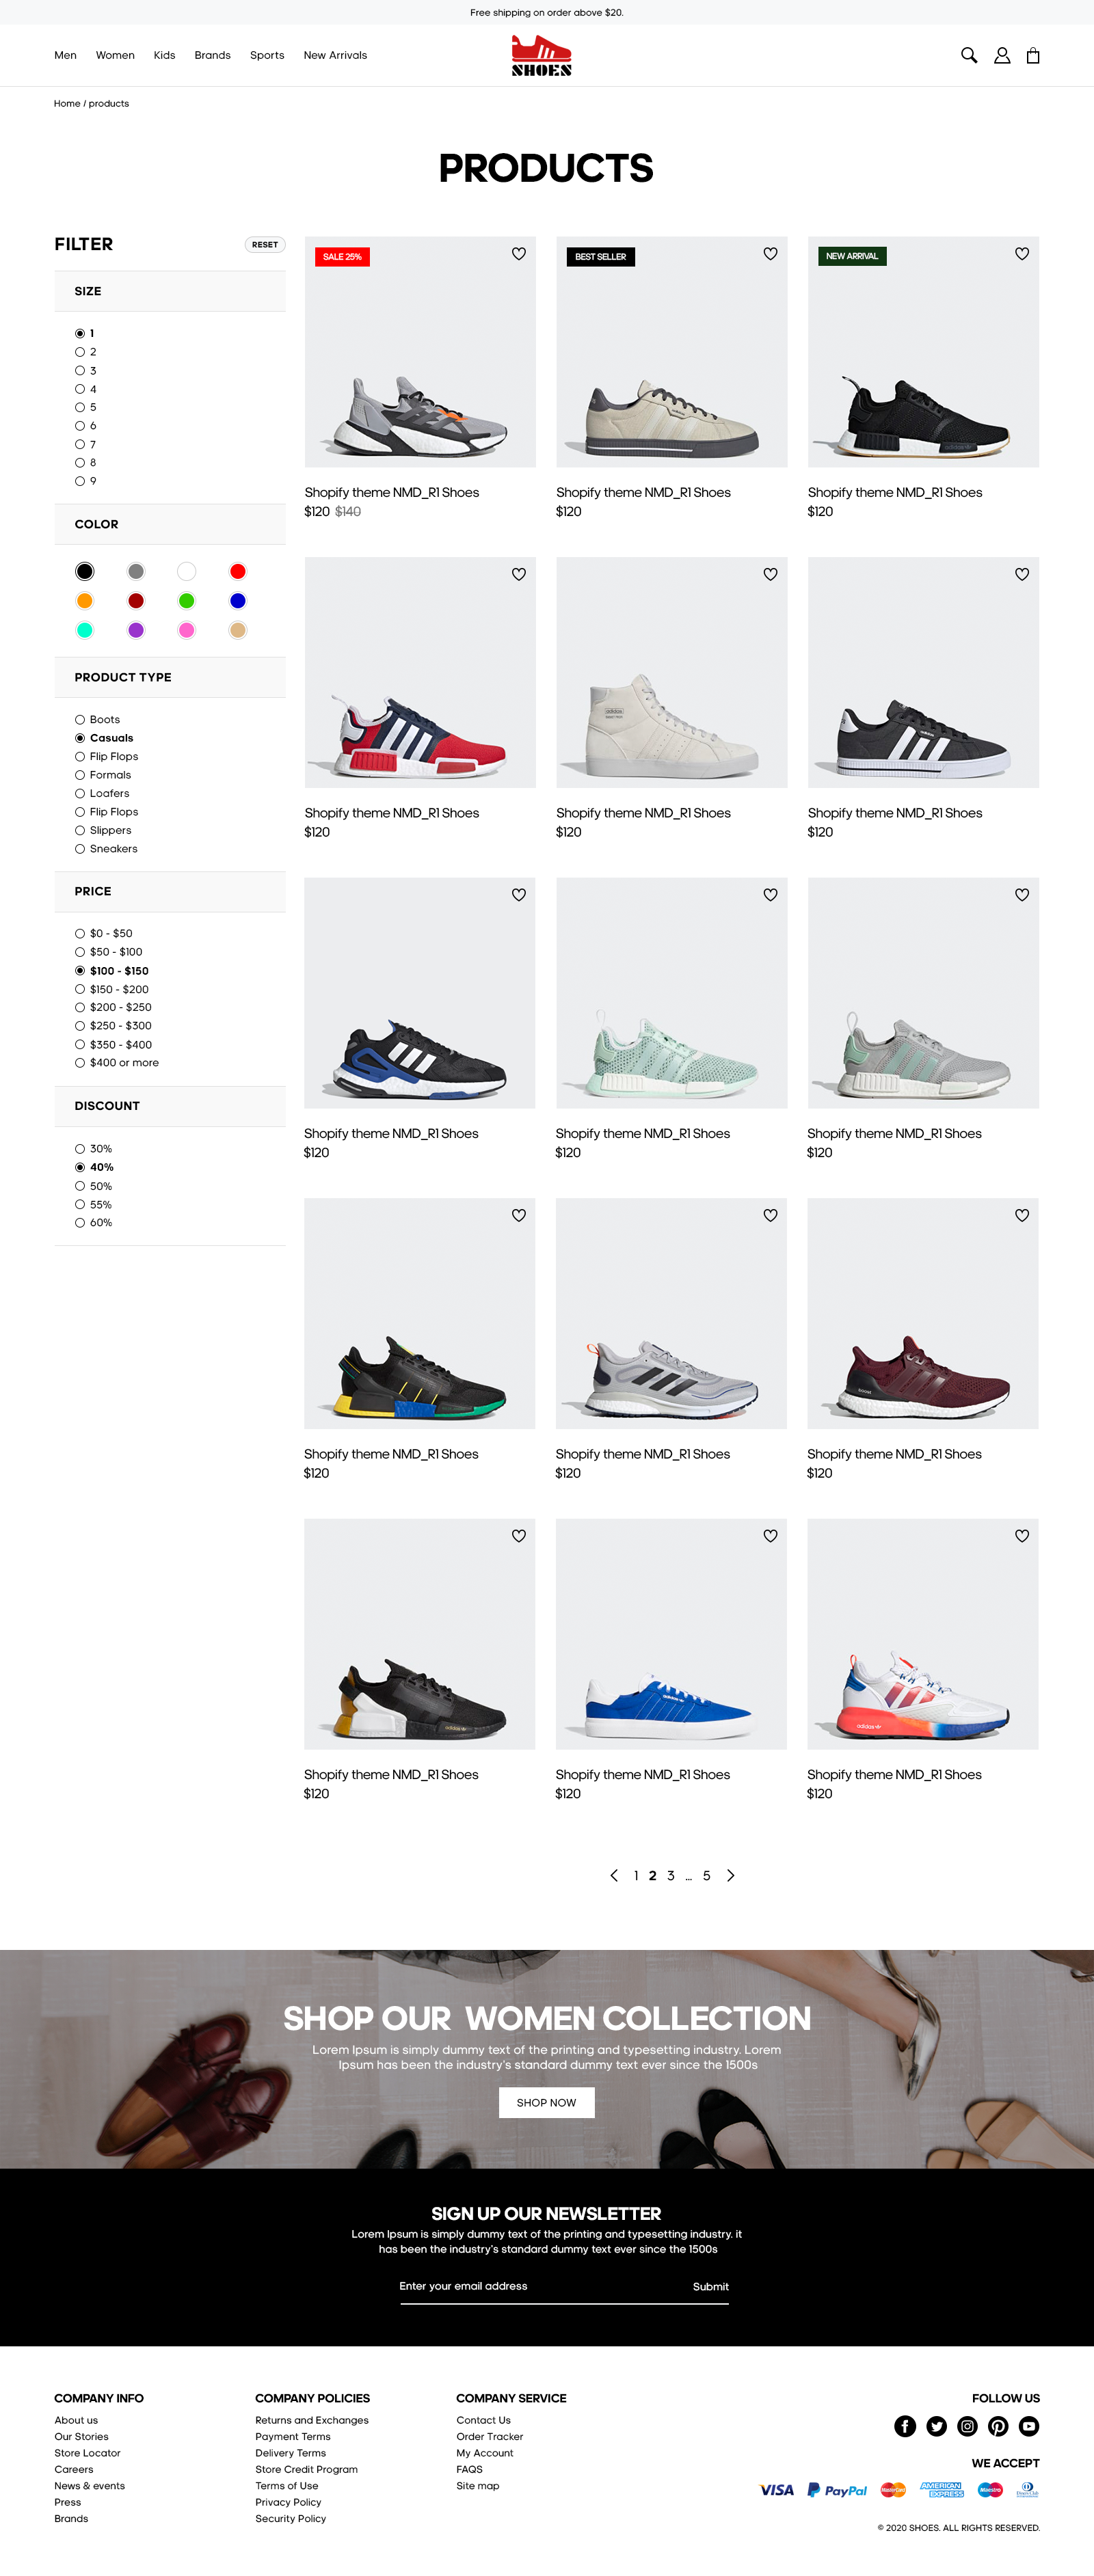 Free shipping on order above $20.
Men Women Kids Brands Sports New Arrivals
SHOES
Home / products
PRODUCTS
FILTER
RESET
SIZE
1
2
3
4
5
6
7
8
9
COLOR
PRODUCT TYPE
Boots
Casuals
Flip Flops
Formals
Loafers
Flip Flops
Slippers
Sneakers
PRICE
$0 - $50
$50 - $100
$100 - $150
$150 - $200
$200 - $250
$250 - $300
$350 - $400
$400 or more
DISCOUNT
30%
40%
50%
55%
60%
SALE 25%
Shopify theme NMD_R1 Shoes
$120 $140
BEST SELLER
Shopify theme NMD_R1 Shoes
$120
NEW ARRIVAL
Shopify theme NMD_R1 Shoes
$120
Shopify theme NMD_R1 Shoes
$120
adidas
Shopify theme NMD_R1 Shoes
$120
Shopify theme NMD_R1 Shoes
$120
Shopify theme NMD_R1 Shoes
$120
Shopify theme NMD_R1 Shoes
$120
Shopify theme NMD_R1 Shoes
$120
Shopify theme NMD_R1 Shoes
$120
Shopify theme NMD_R1 Shoes
$120
Shopify theme NMD_R1 Shoes
$120
adidas
Shopify theme NMD_R1 Shoes
$120
Shopify theme NMD_R1 Shoes
$120
adidas
Shopify theme NMD_R1 Shoes
$120
1 2 3 ... 5
SHOP OUR WOMEN COLLECTION
Lorem Ipsum is simply dummy text of the printing and typesetting industry. Lorem
Ipsum has been the industry's standard dummy text ever since the 1500s
SHOP NOW
SIGN UP OUR NEWSLETTER
Lorem Ipsum is simply dummy text of the printing and typesetting industry. it
has been the industry's standard dummy text ever since the 1500s
Enter your email address
Submit
COMPANY INFO
About us
Our Stories
Store Locator
Careers
News & events
Press
Brands
COMPANY POLICIES
Returns and Exchanges
Payment Terms
Delivery Terms
Store Credit Program
Terms of Use
Privacy Policy
Security Policy
COMPANY SERVICE
Contact Us
Order Tracker
My Account
FAQS
Site map
FOLLOW US
WE ACCEPT
VISA PayPal MasterCard AMERICAN EXPRESS Maestro Diners Club
© 2020 SHOES. ALL RIGHTS RESERVED.